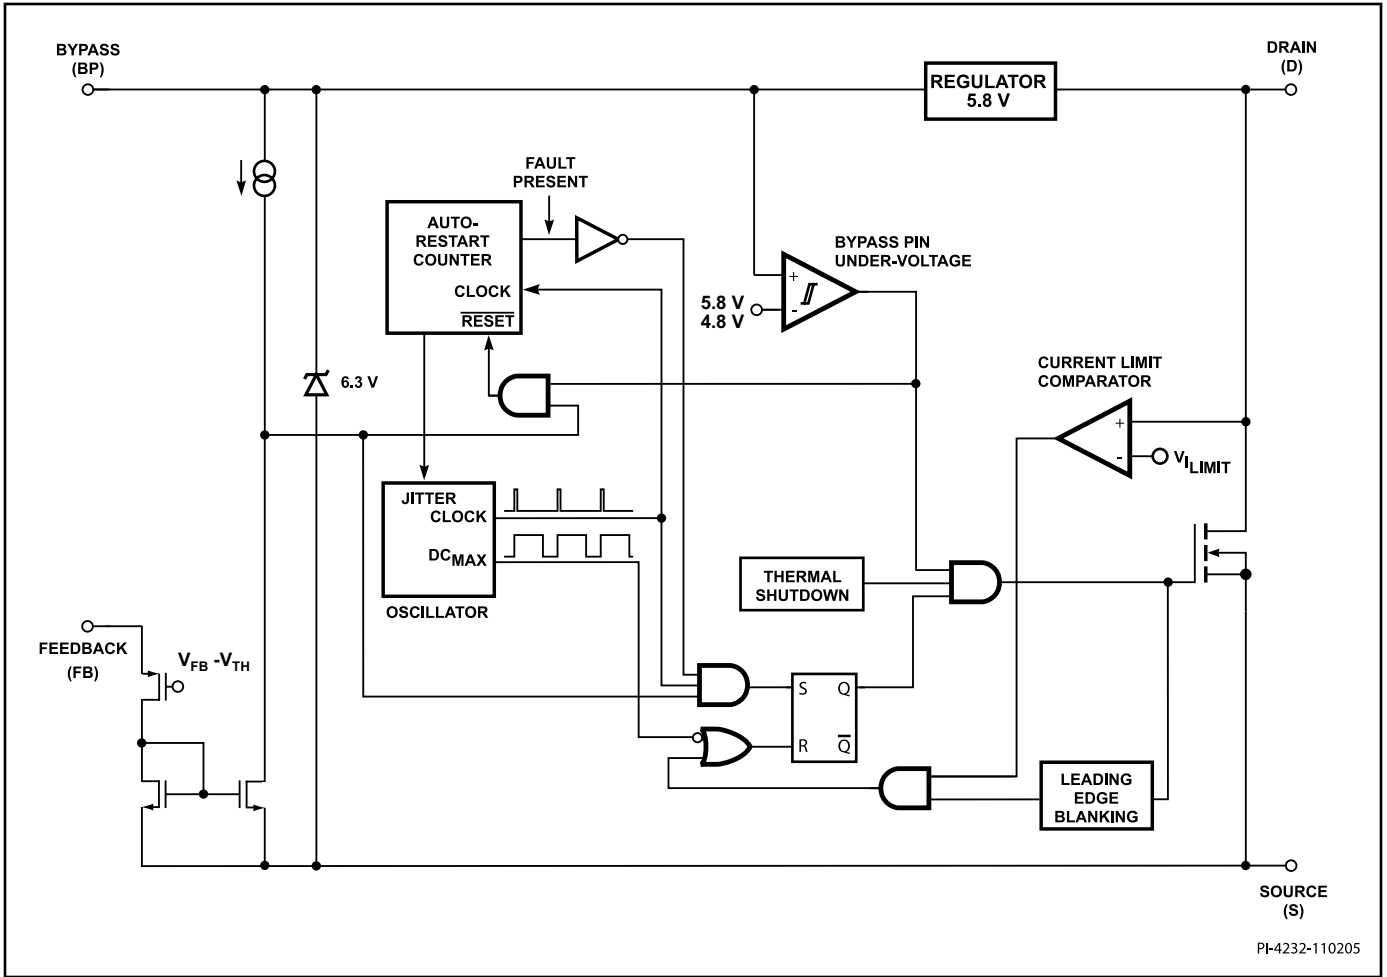 BYPASS
(BP)
DRAIN
(D)
REGULATOR
5.8 V
FAULT
PRESENT
AUTO-
RESTART
COUNTER
CLOCK
RESET
BYPASS PIN
UNDER-VOLTAGE
+
-
5.8 V
4.8 V
6.3 V
CURRENT LIMIT
COMPARATOR
+
-
VILIMIT
JITTER
CLOCK
DCMAX
OSCILLATOR
THERMAL
SHUTDOWN
FEEDBACK
(FB)
VFB -VTH
S Q
R Q
LEADING
EDGE
BLANKING
SOURCE
(S)
PI-4232-110205